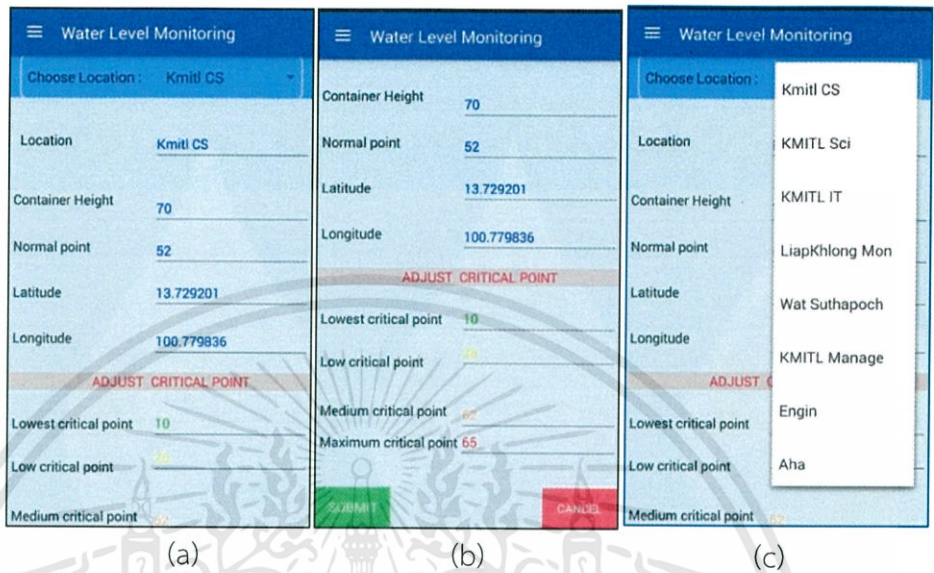 Water Level Monitoring
Choose Location : Kmitl CS
Location Kmitl CS
Container Height 70
Normal point 52
Latitude 13.729201
Longitude 100.779836
ADJUST CRITICAL POINT
Lowest critical point 10
Low critical point
Medium critical point
(a)
Water Level Monitoring
Container Height 70
Normal point 52
Latitude 13.729201
Longitude 100.779836
ADJUST CRITICAL POINT
Lowest critical point 10
Low critical point
Medium critical point 62
Maximum critical point 65
SUBMIT CANCEL
(b)
Water Level Monitoring
Choose Location :
Location
Container Height
Normal point
Latitude
Longitude
ADJUST
Lowest critical point
Low critical point
Medium critical point 62
Kmitl CS
KMITL Sci
KMITL IT
LiapKhlong Mon
Wat Suthapoch
KMITL Manage
Engin
Aha
(c)